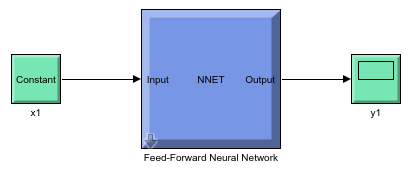 Constant
x1
Input NNET Output
Feed-Forward Neural Network
y1